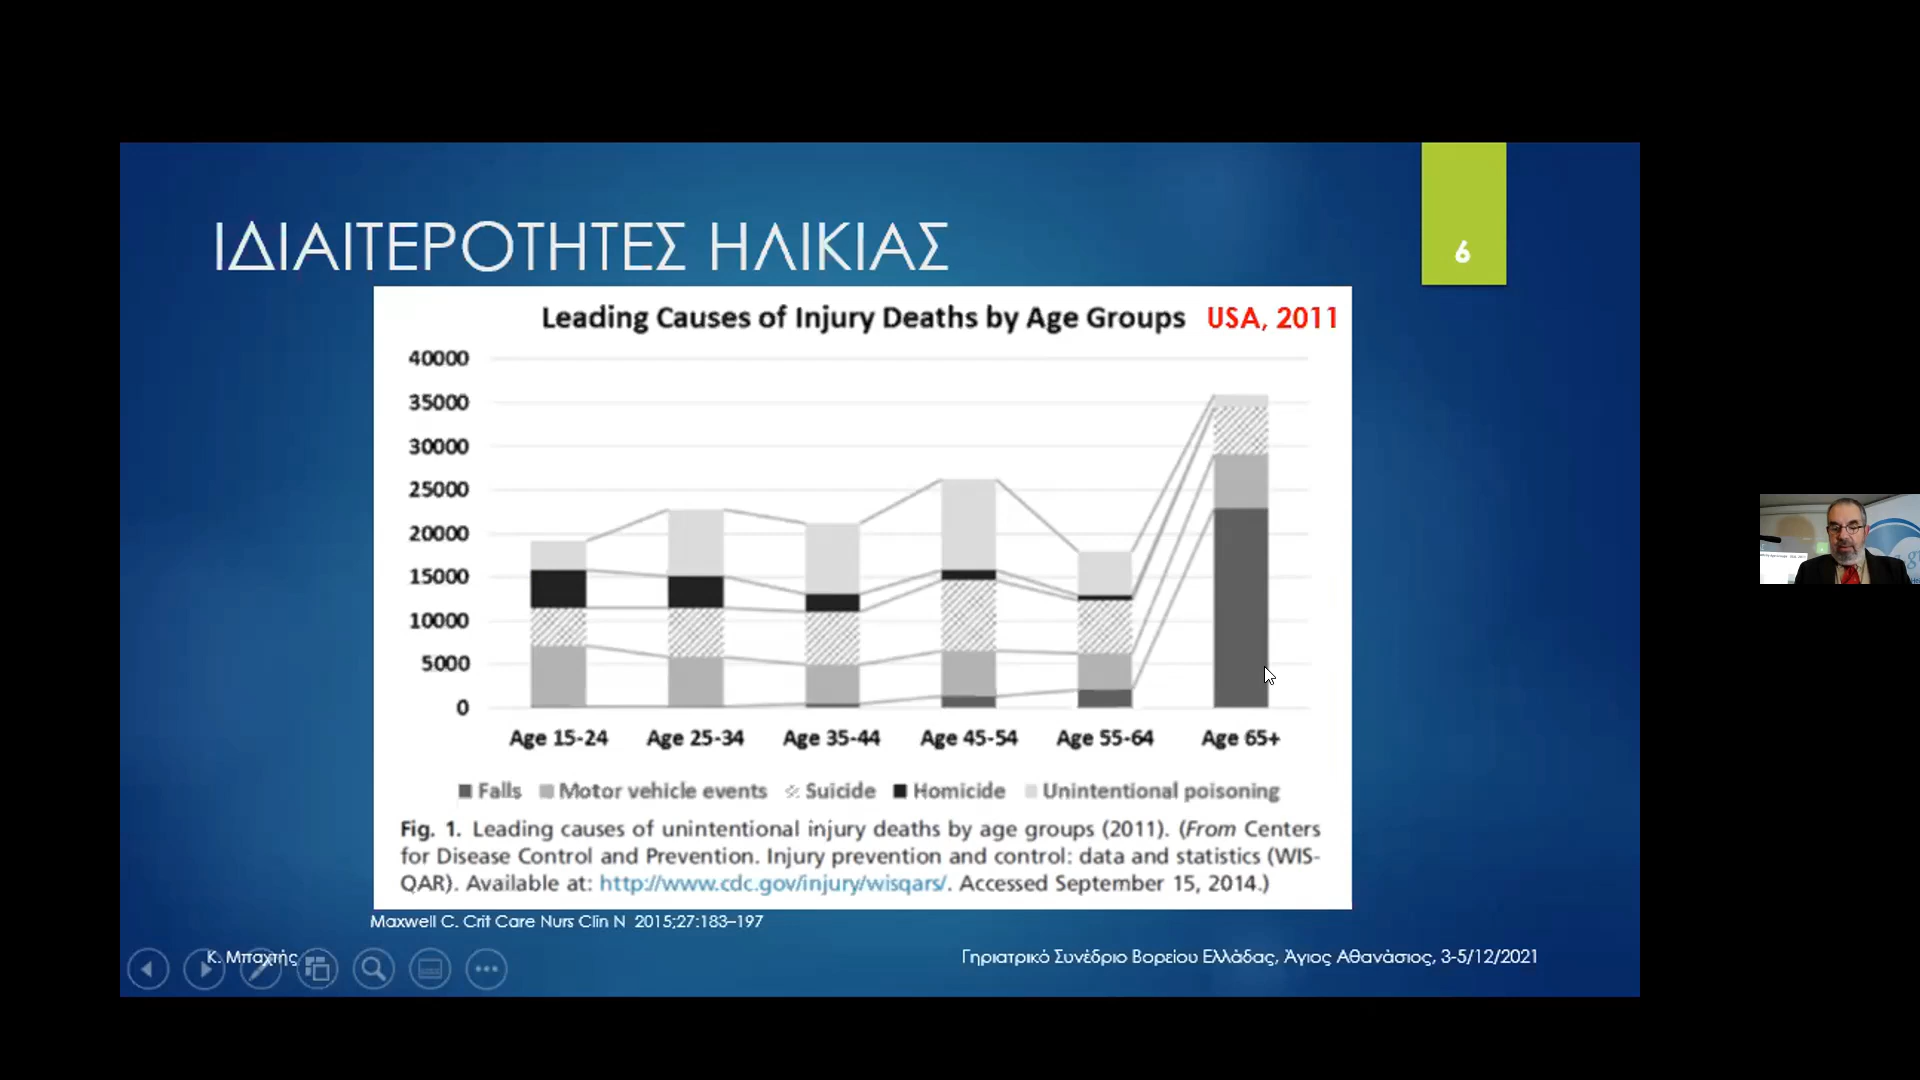 ΙΔΙΑΙΤΕΡΟΤΗΤΕΣ ΗΛΙΚΙΑΣ
6
Leading Causes of Injury Deaths by Age Groups USA, 2011
40000
35000
30000
25000
20000
15000
10000
5000
0
Age 15-24 Age 25-34 Age 35-44 Age 45-54 Age 55-64 Age 65+
Falls Motor vehicle events Suicide Homicide Unintentional poisoning
Fig. 1. Leading causes of unintentional injury deaths by age groups (2011). (From Centers
for Disease Control and Prevention. Injury prevention and control: data and statistics (WIS-
QAR). Available at: http://www.cdc.gov/injury/wisqars/. Accessed September 15, 2014.)
Maxwell C. Crit Care Nurs Clin N 2015;27:183–197
Κ. Μπαχτής
Γηριατρικό Συνέδριο Βορείου Ελλάδας, Άγιος Αθανάσιος, 3-5/12/2021